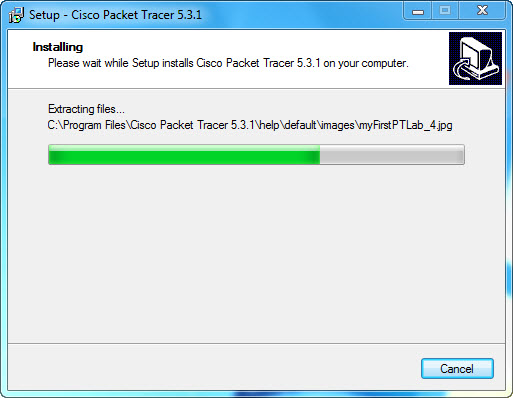 Setup - Cisco Packet Tracer 5.3.1
Installing
Please wait while Setup installs Cisco Packet Tracer 5.3.1 on your computer.
Extracting files...
C:\Program Files\Cisco Packet Tracer 5.3.1\help\default\images\myFirstPTLab_4.jpg
Cancel